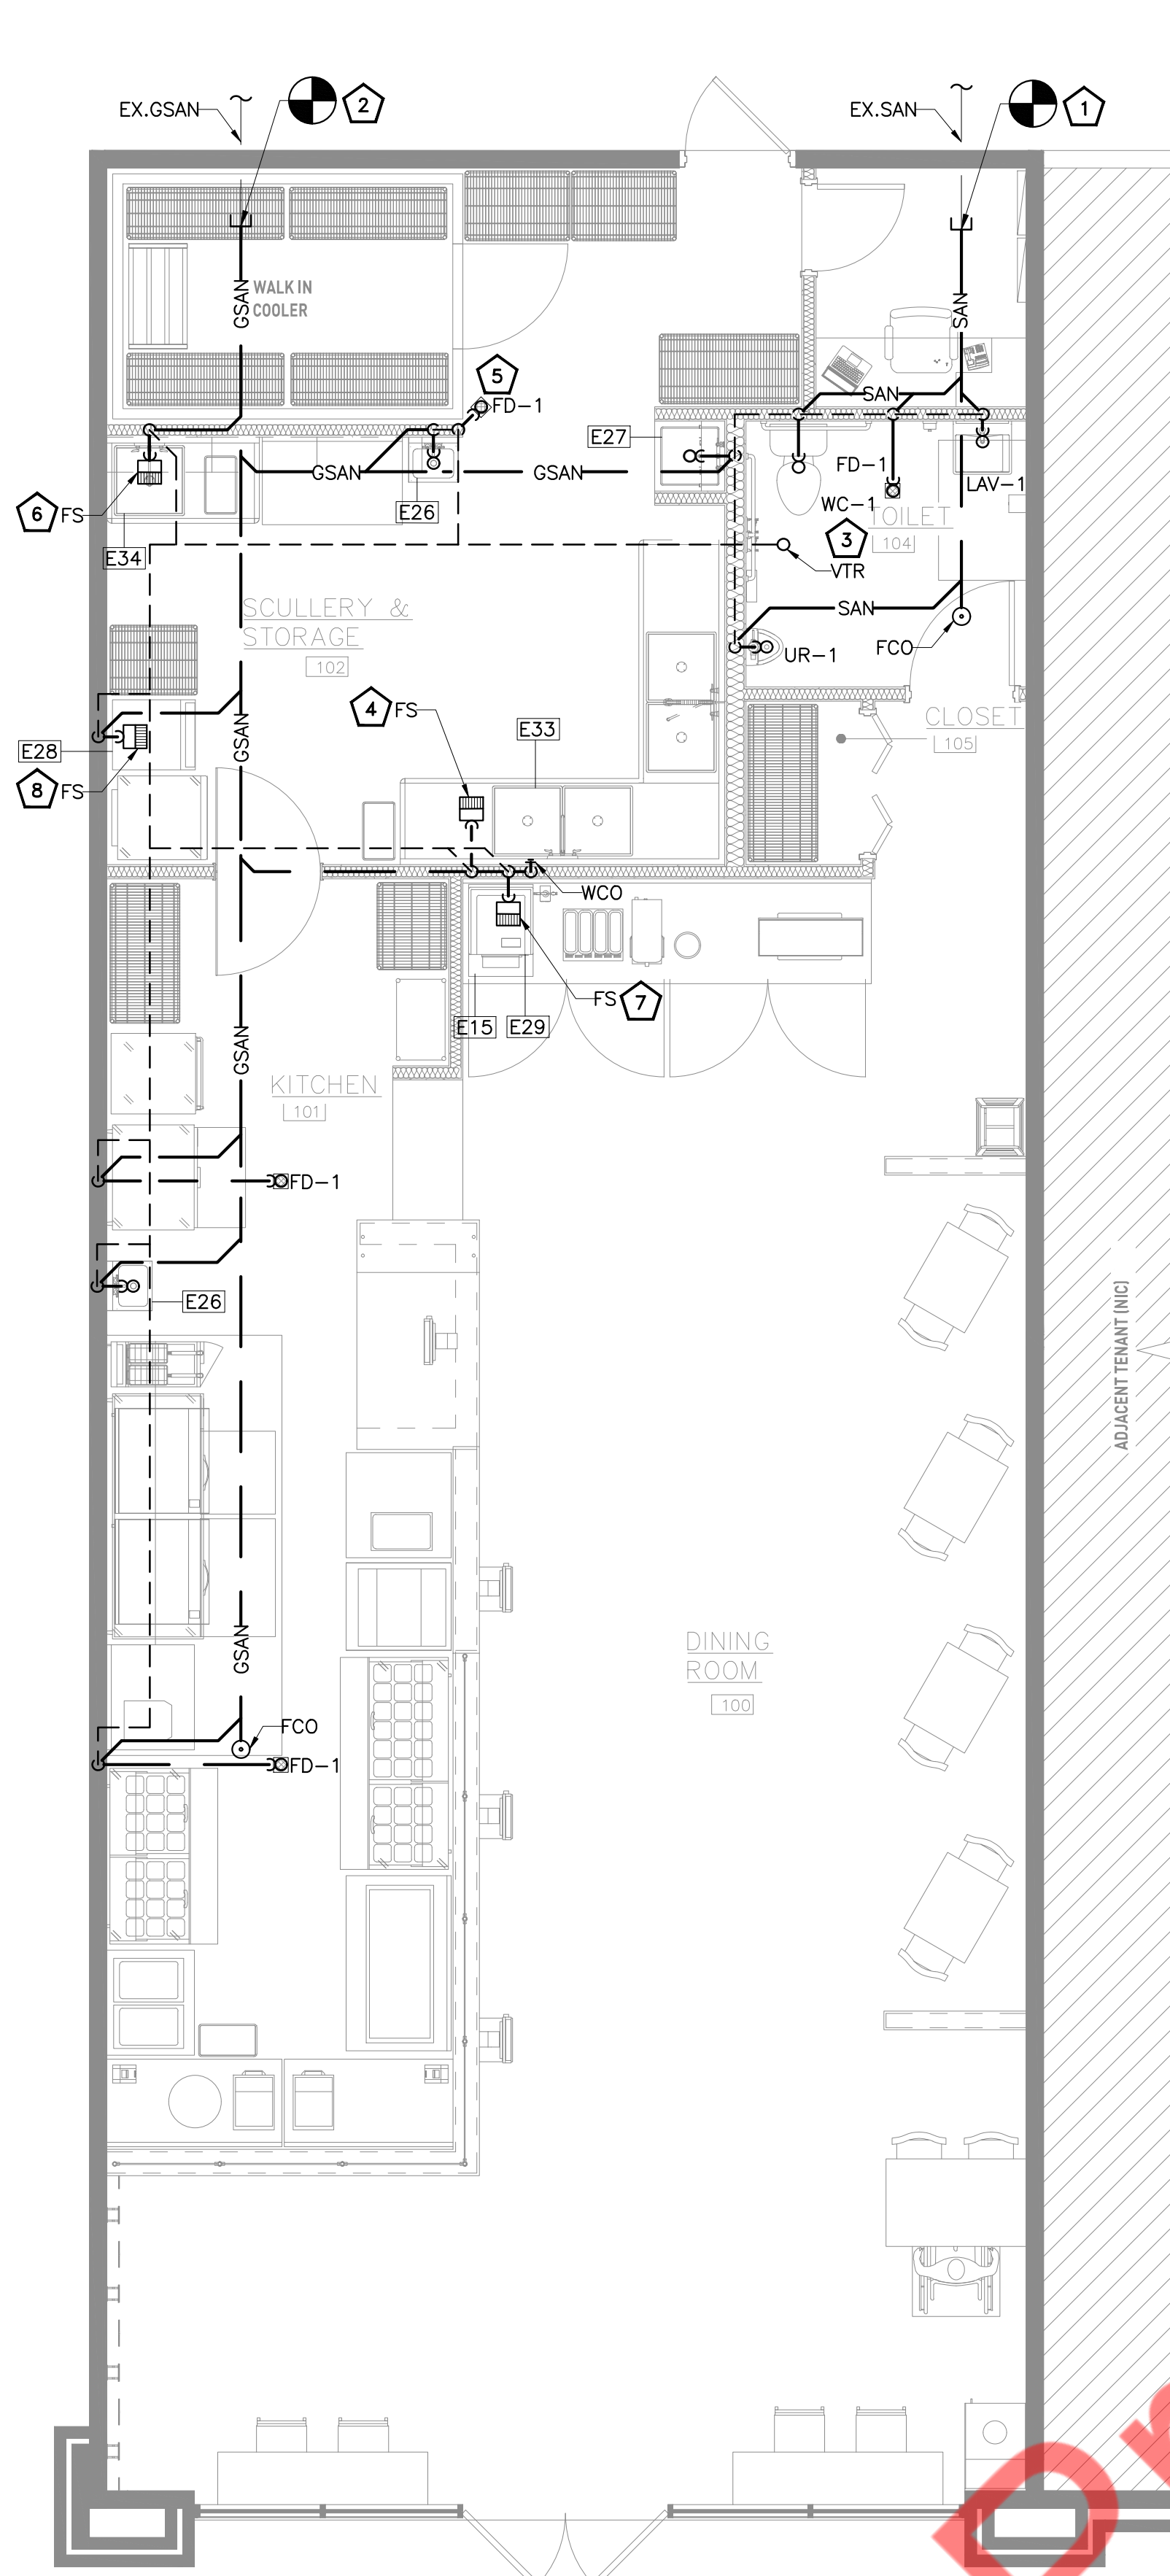 EX.GSAN
2
EX.SAN
1
GSAN
WALK IN
COOLER
SAN
5
FD-1
SAN
E27
GSAN
GSAN
FD-1
LAV-1
6
FS
E26
WC-1
TOILET
104
3
E34
VTR
SCULLERY &
STORAGE
102
SAN
FCO
UR-1
4
FS
GSAN
E33
CLOSET
105
E28
8
FS
WCO
FS
7
E15
E29
GSAN
KITCHEN
101
FD-1
E26
ADJACENT TENANT (NIC)
GSAN
DINING
ROOM
100
FCO
FD-1